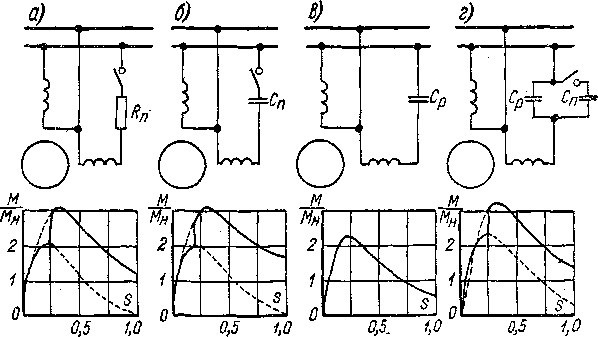 а) б) в) г)
Rп Cп Cр Cр Cп
M/Mн M/Mн M/Mн M/Mн
2 2 2 2
1 1 1 1
s s s s
0 0,5 1,0 0 0,5 1,0 0 0,5 1,0 0 0,5 1,0